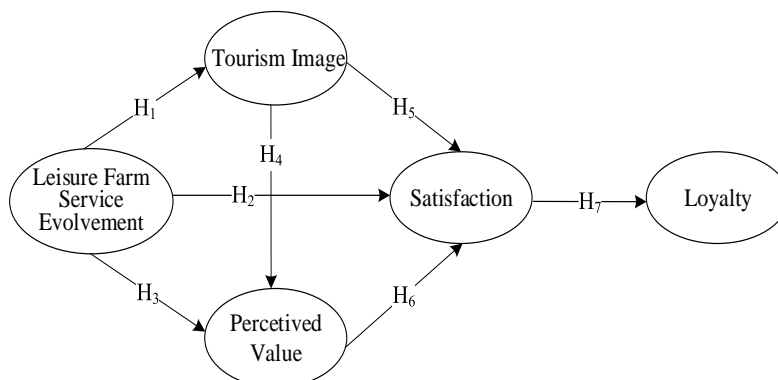 Tourism Image
H₁
H₅
H₄
Leisure Farm
Service
Evolvement
H₂
Satisfaction
H₇
Loyalty
H₃
H₆
Percetived
Value